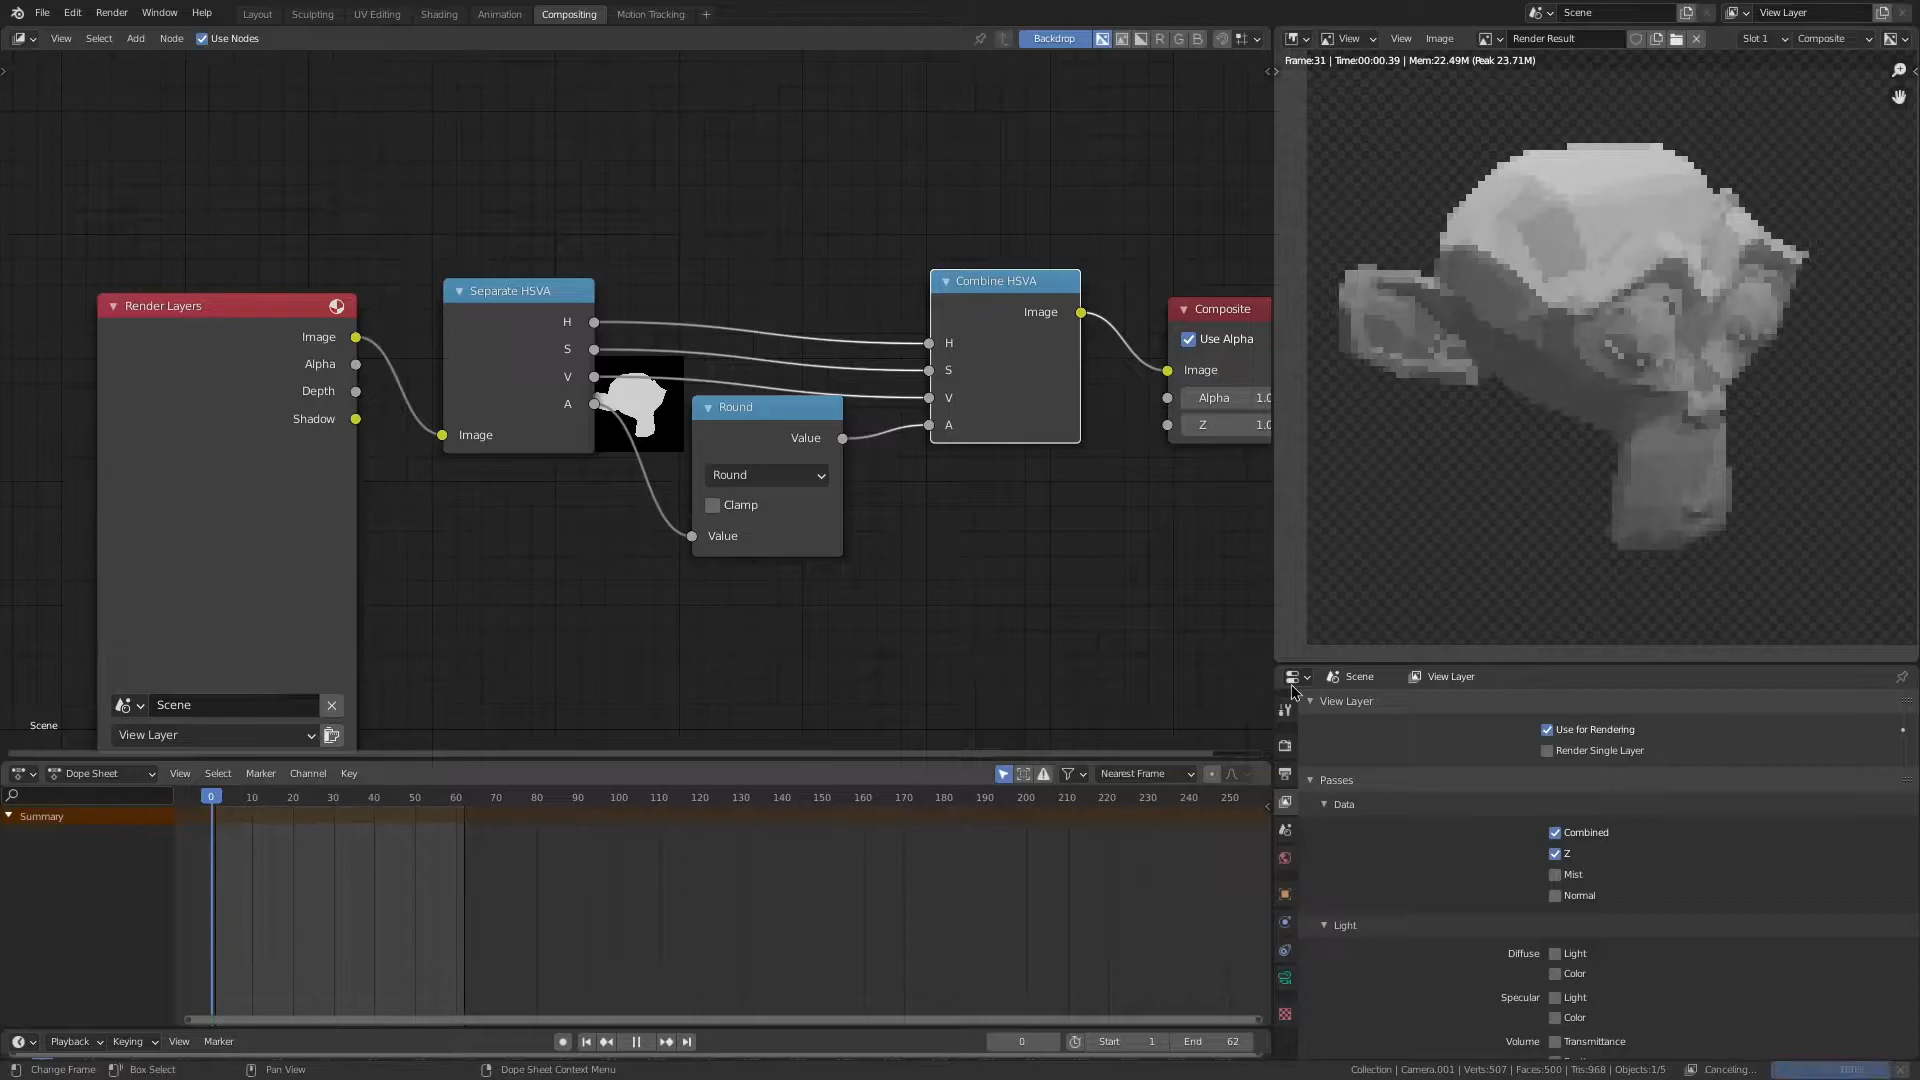 File Edit Render Window Help Layout Sculpting UV Editing Shading Animation Compositing Motion Tracking + Scene View Layer
View Select Add Node Use Nodes Backdrop R G B View View Image Render Result Slot 1 Composite
Frame:31 | Time:00:00.39 | Mem:22.49M (Peak 23.71M)
Render Layers
Image
Alpha
Depth
Shadow
Scene
View Layer
Separate HSVA
H
S
V
A
Image
Round
Value
Round
Clamp
Value
Combine HSVA
Image
H
S
V
A
Composite
Use Alpha
Image
Alpha 1.0
Z 1.0
Scene
Scene View Layer
View Layer
Use for Rendering
Render Single Layer
Passes
Data
Combined
Z
Mist
Normal
Light
Diffuse Light
Color
Specular Light
Color
Volume Transmittance
Dope Sheet View Select Marker Channel Key Nearest Frame
0 10 20 30 40 50 60 70 80 90 100 110 120 130 140 150 160 170 180 190 200 210 220 230 240 250
Summary
Playback Keying View Marker 0 Start 1 End 62
Change Frame Box Select Pan View Dope Sheet Context Menu Collection | Camera.001 | Verts:507 | Faces:500 | Tris:968 | Objects:1/5 Canceling...